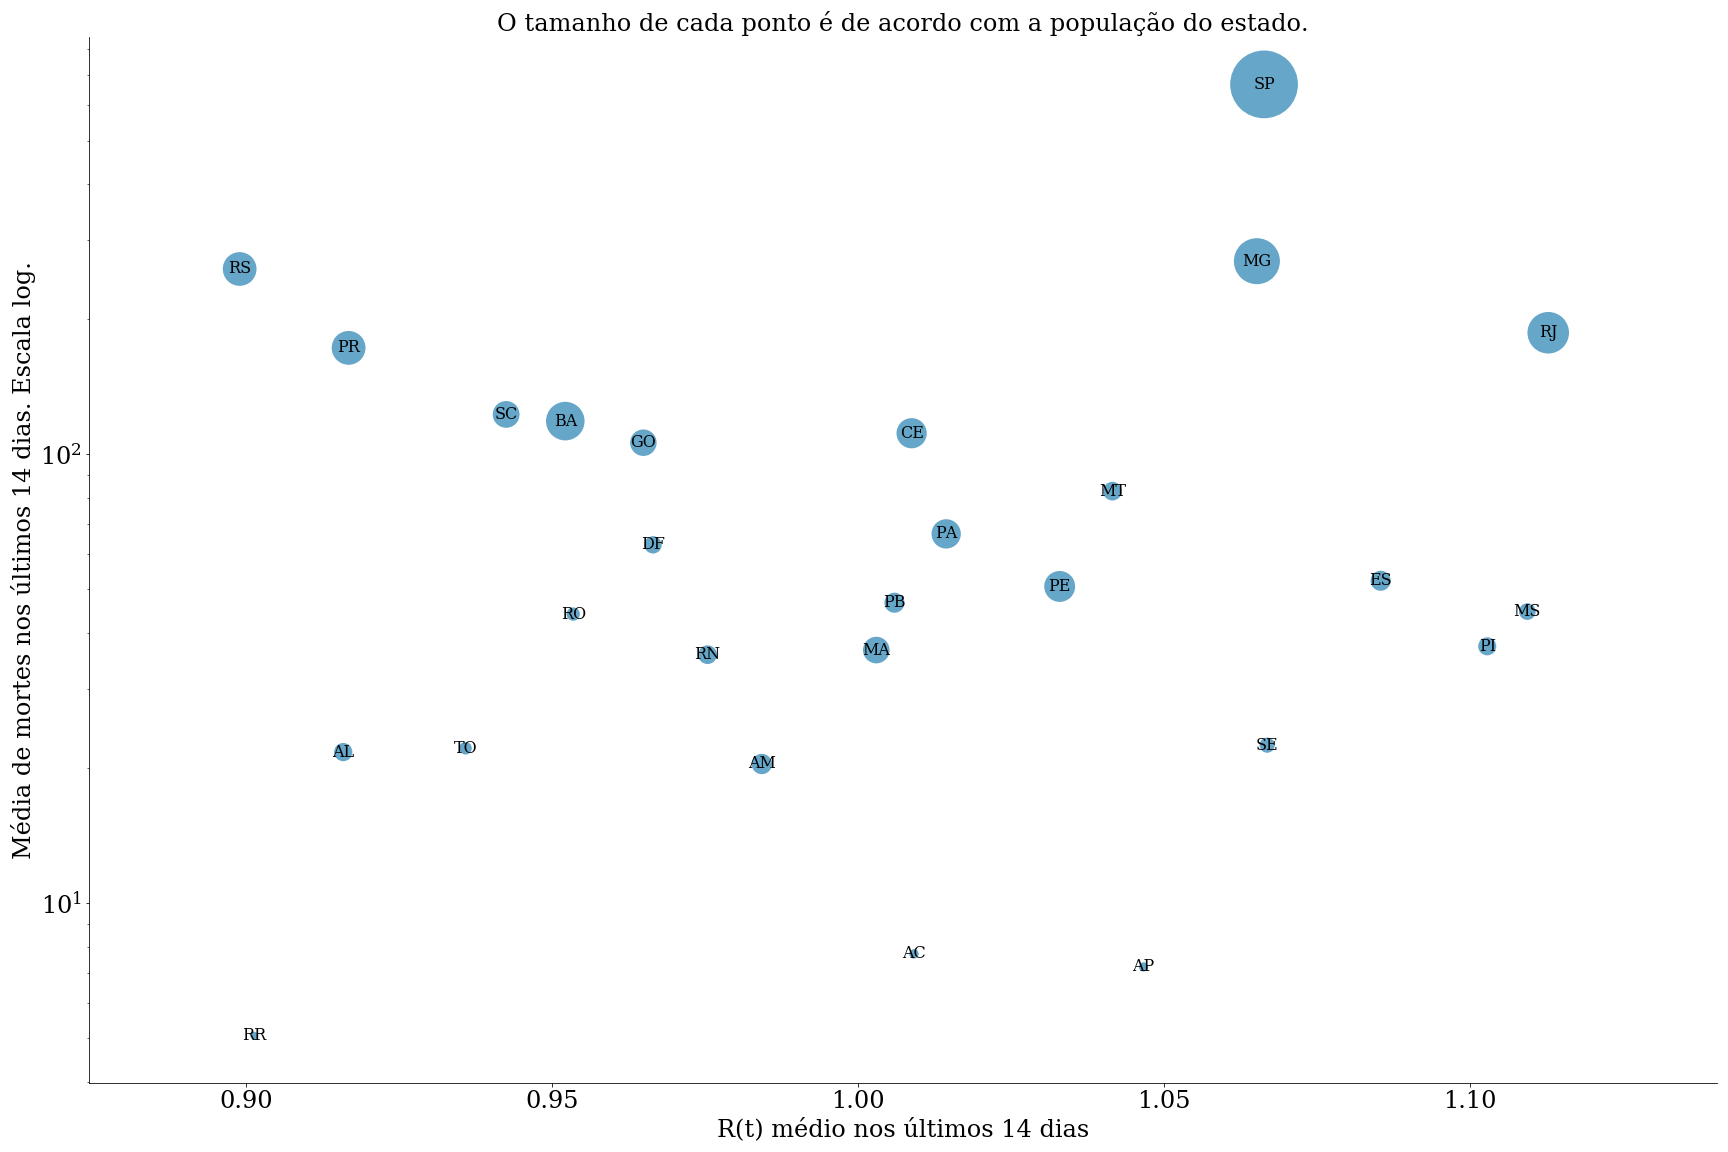 O tamanho de cada ponto é de acordo com a população do estado.
SP
MG
RS
RJ
PR
SC
BA
GO
CE
MT
PA
DF
PE
ES
PB
MS
RO
PI
MA
RN
SE
TO
AL
AM
AC
AP
RR
10²
10¹
Média de mortes nos últimos 14 dias. Escala log.
0.90 0.95 1.00 1.05 1.10
R(t) médio nos últimos 14 dias